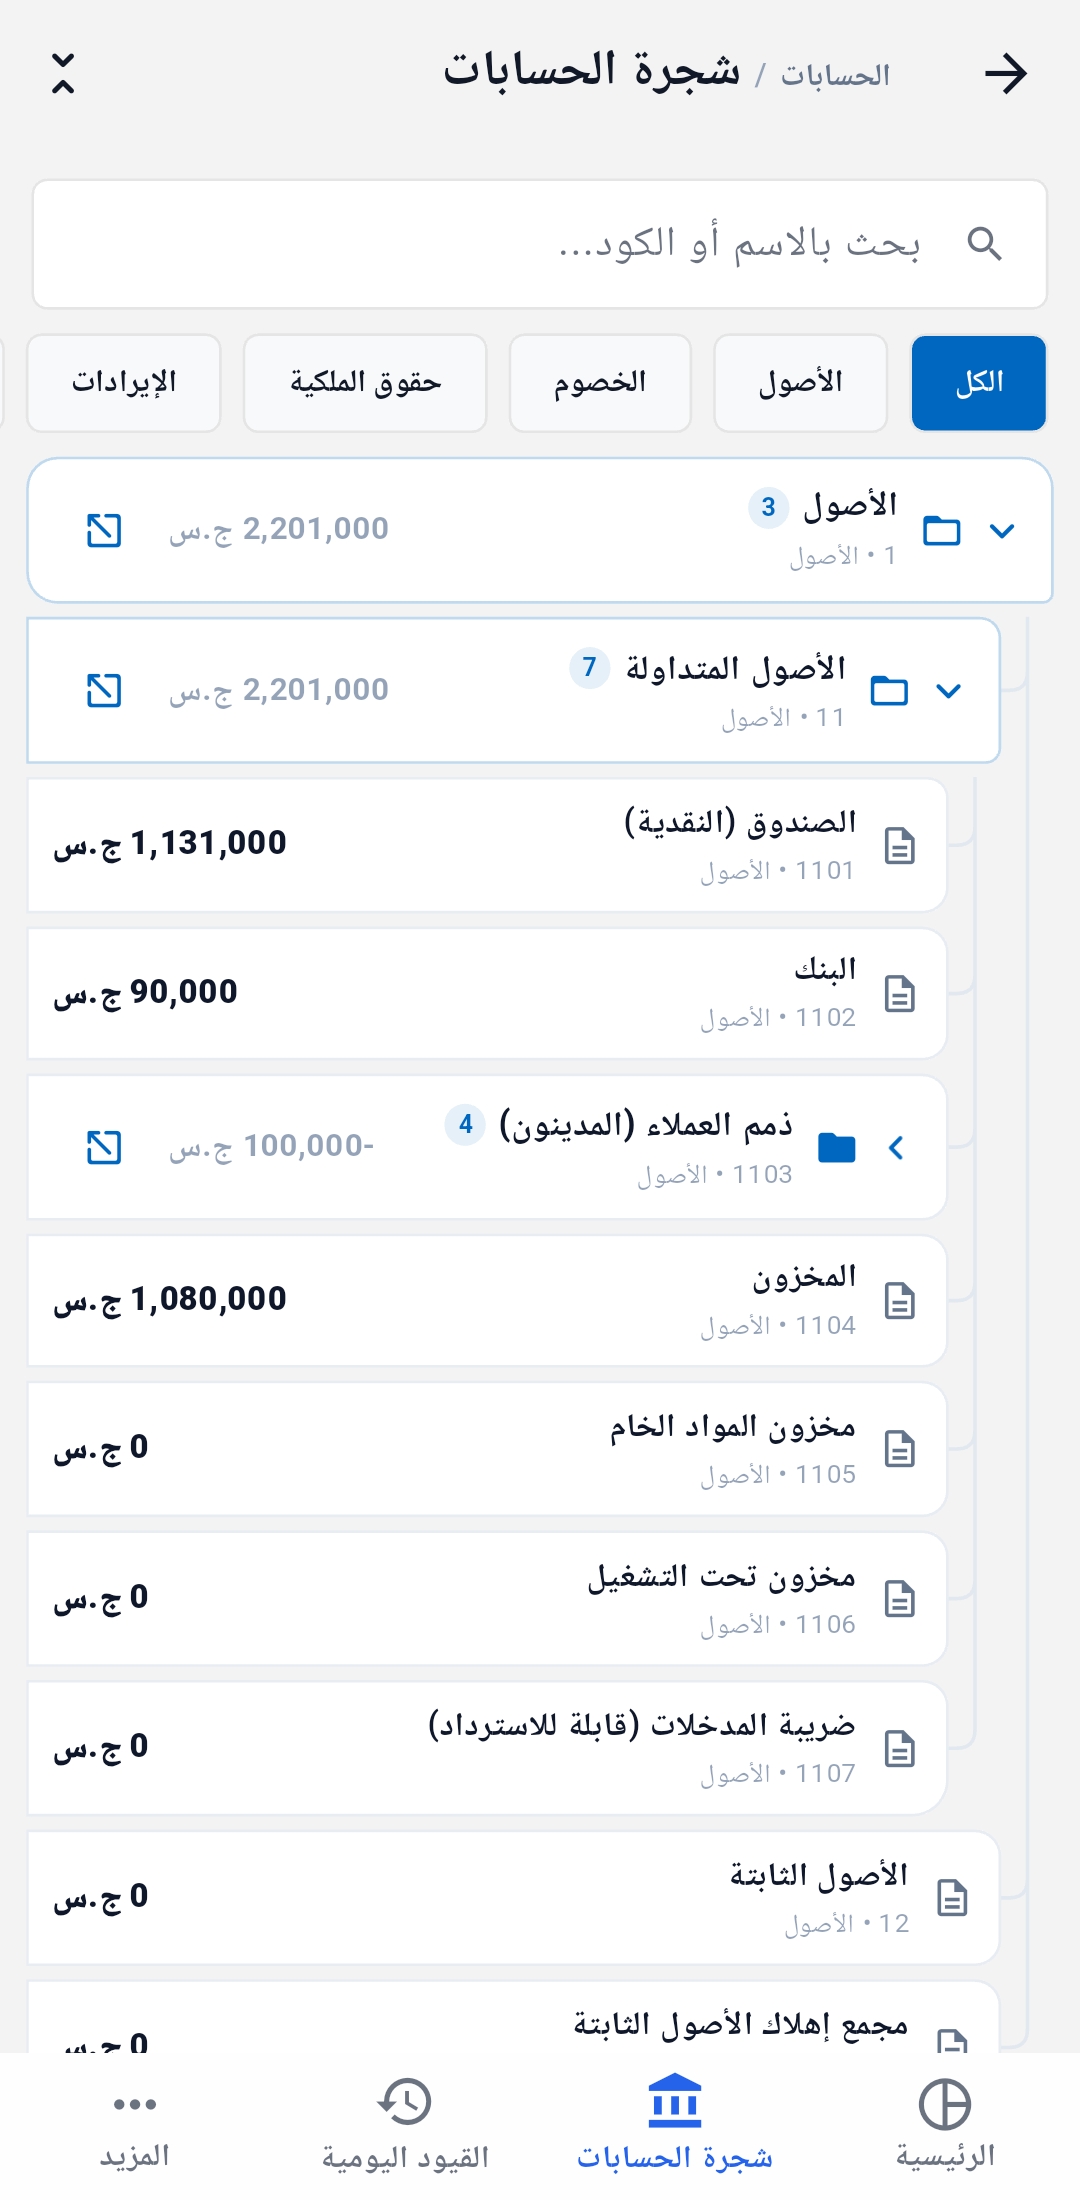 الحسابات / شجرة الحسابات
بحث بالاسم أو الكود...
الكل
الأصول
الخصوم
حقوق الملكية
الإيرادات
الأصول 3
1 • الأصول
2,201,000 ج.س
الأصول المتداولة 7
11 • الأصول
2,201,000 ج.س
الصندوق (النقدية)
1101 • الأصول
1,131,000 ج.س
البنك
1102 • الأصول
90,000 ج.س
ذمم العملاء (المدينون) 4
1103 • الأصول
-100,000 ج.س
المخزون
1104 • الأصول
1,080,000 ج.س
مخزون المواد الخام
1105 • الأصول
0 ج.س
مخزون تحت التشغيل
1106 • الأصول
0 ج.س
ضريبة المدخلات (قابلة للاسترداد)
1107 • الأصول
0 ج.س
الأصول الثابتة
12 • الأصول
0 ج.س
مجمع إهلاك الأصول الثابتة
0 ج.س
الرئيسية
شجرة الحسابات
القيود اليومية
المزيد